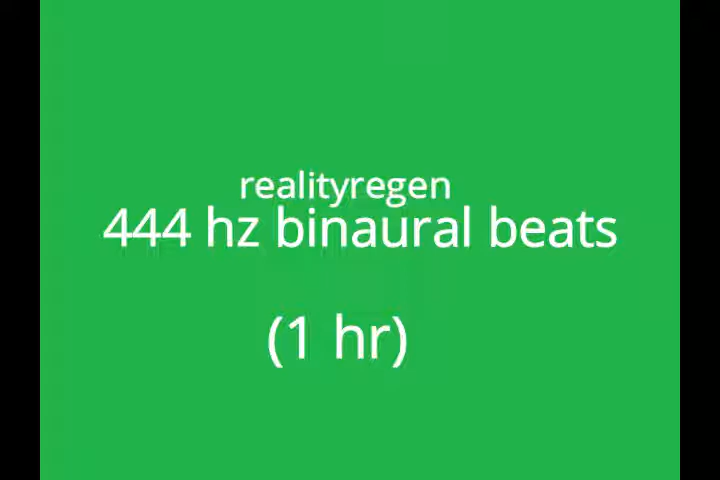 realityregen
444 hz binaural beats
(1 hr)